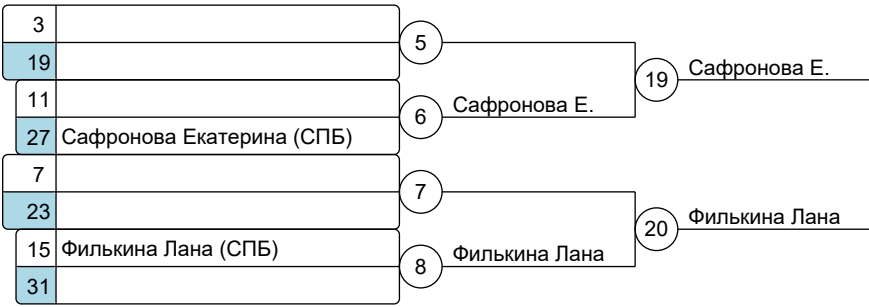 3
5
19
19 Сафронова Е.
11
6 Сафронова Е.
27 Сафронова Екатерина (СПБ)
7
7
23
20 Филькина Лана
15 Филькина Лана (СПБ)
8 Филькина Лана
31